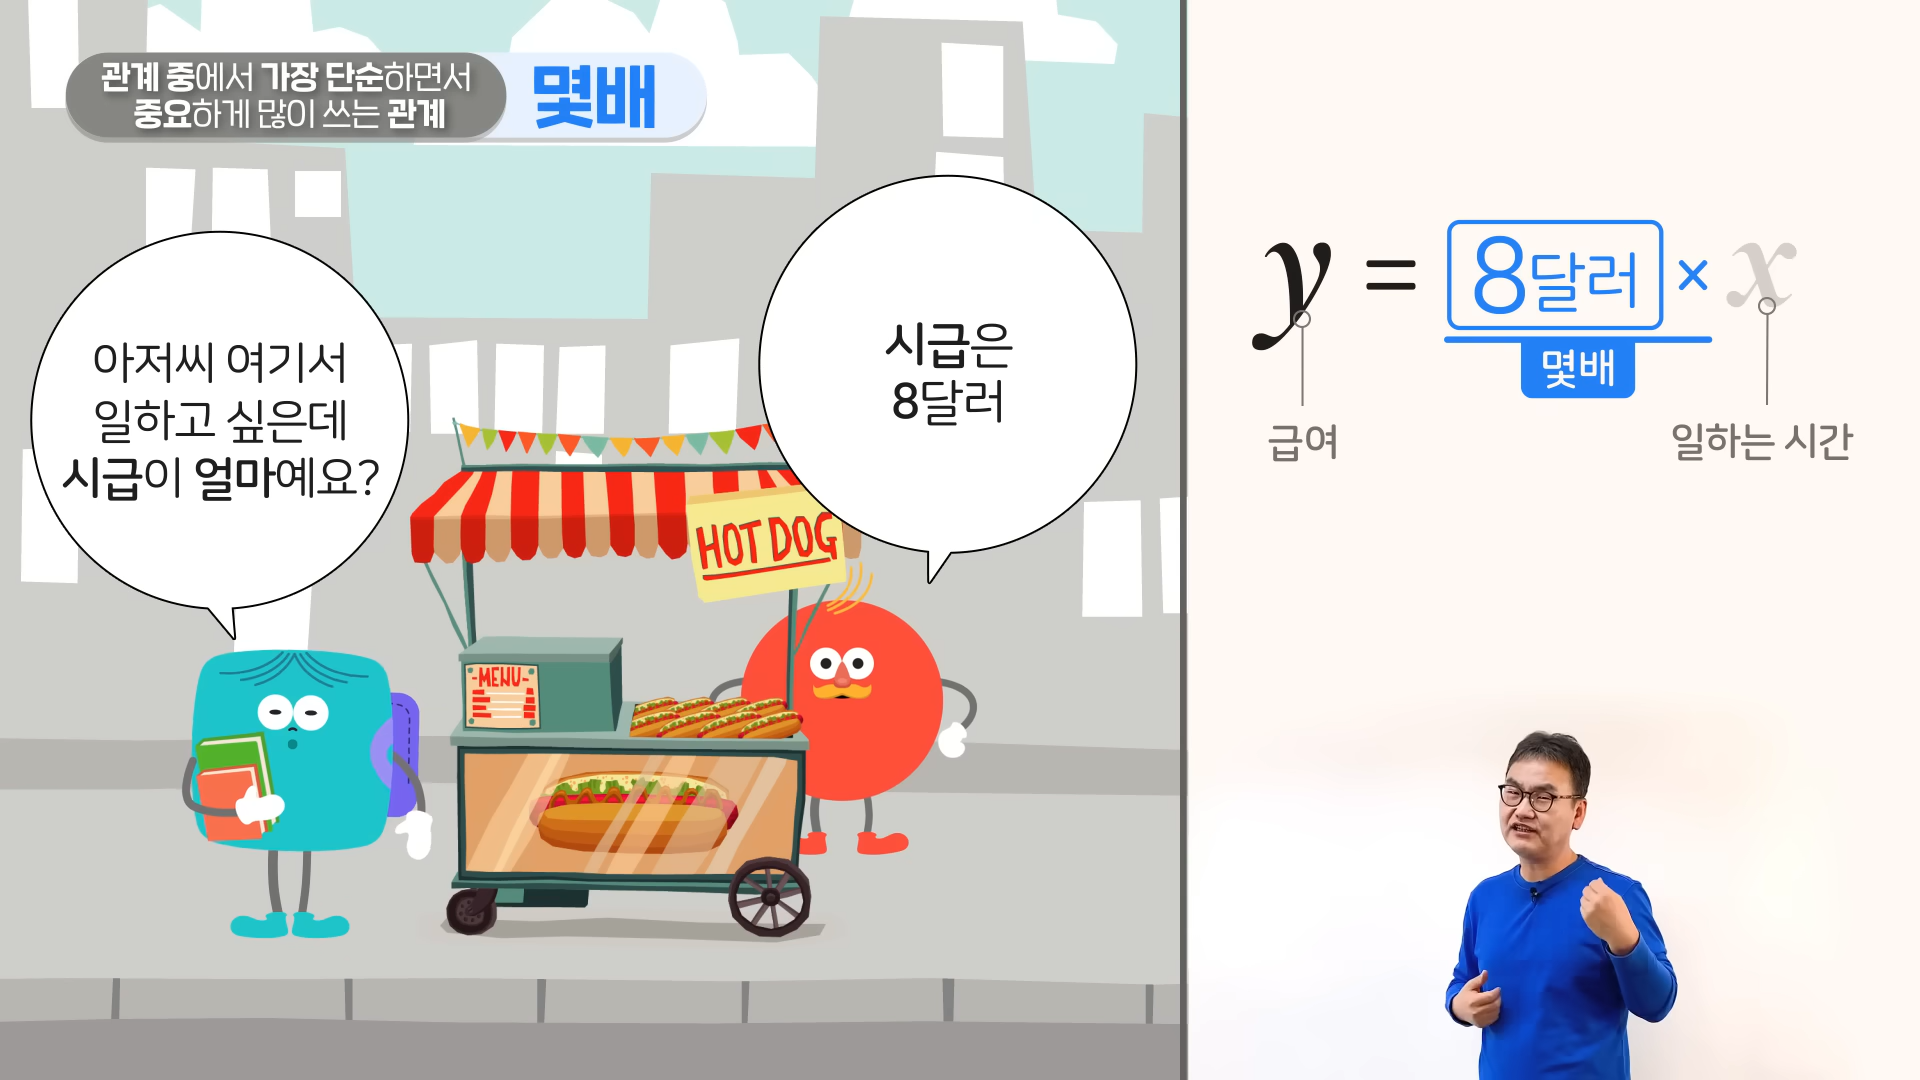 관계 중에서 가장 단순하면서
중요하게 많이 쓰는 관계
몇배
아저씨 여기서
일하고 싶은데
시급이 얼마예요?
시급은
8달러
HOT DOG
-MENU-
y = 8달러 × x
몇배
급여
일하는 시간